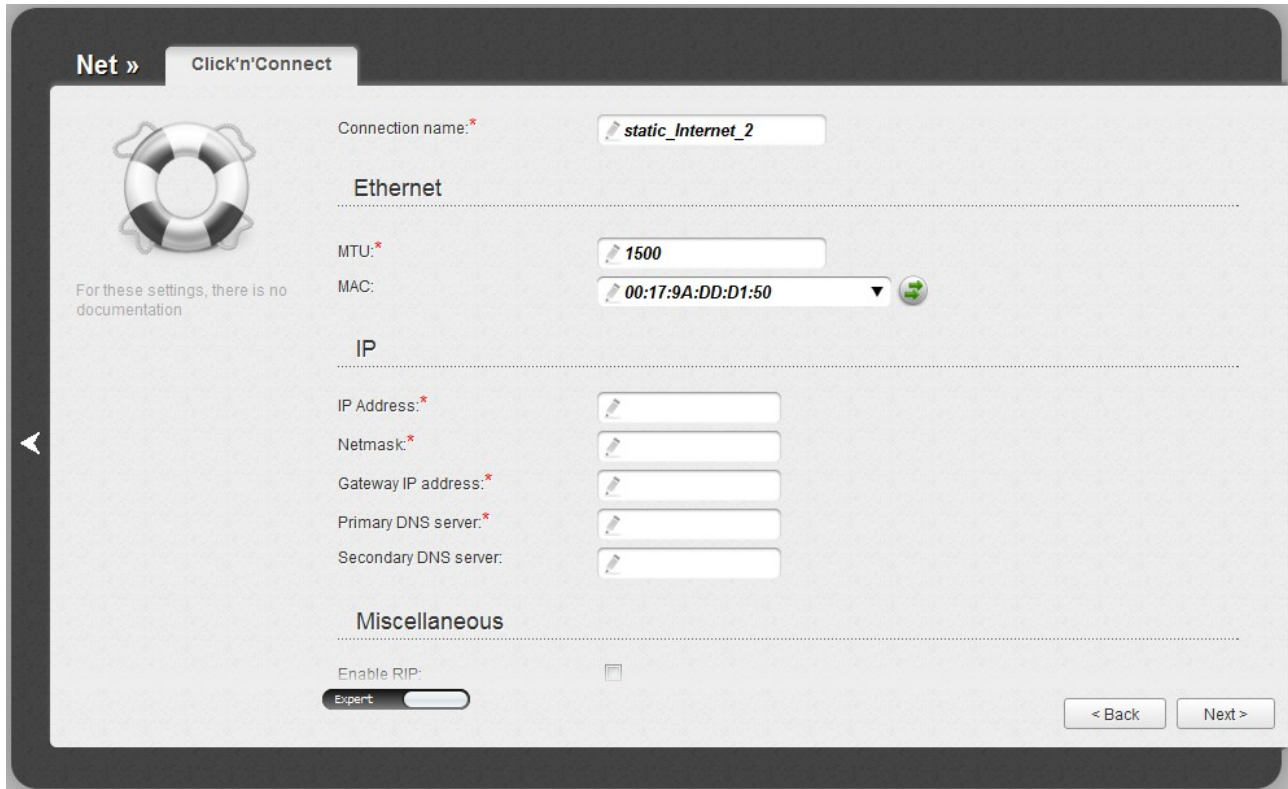 Net » Click'n'Connect
For these settings, there is no
documentation
Connection name:* static_Internet_2
Ethernet
MTU:* 1500
MAC: 00:17:9A:DD:D1:50
IP
IP Address:*
Netmask:*
Gateway IP address:*
Primary DNS server:*
Secondary DNS server:
Miscellaneous
Enable RIP:
Expert
< Back Next >